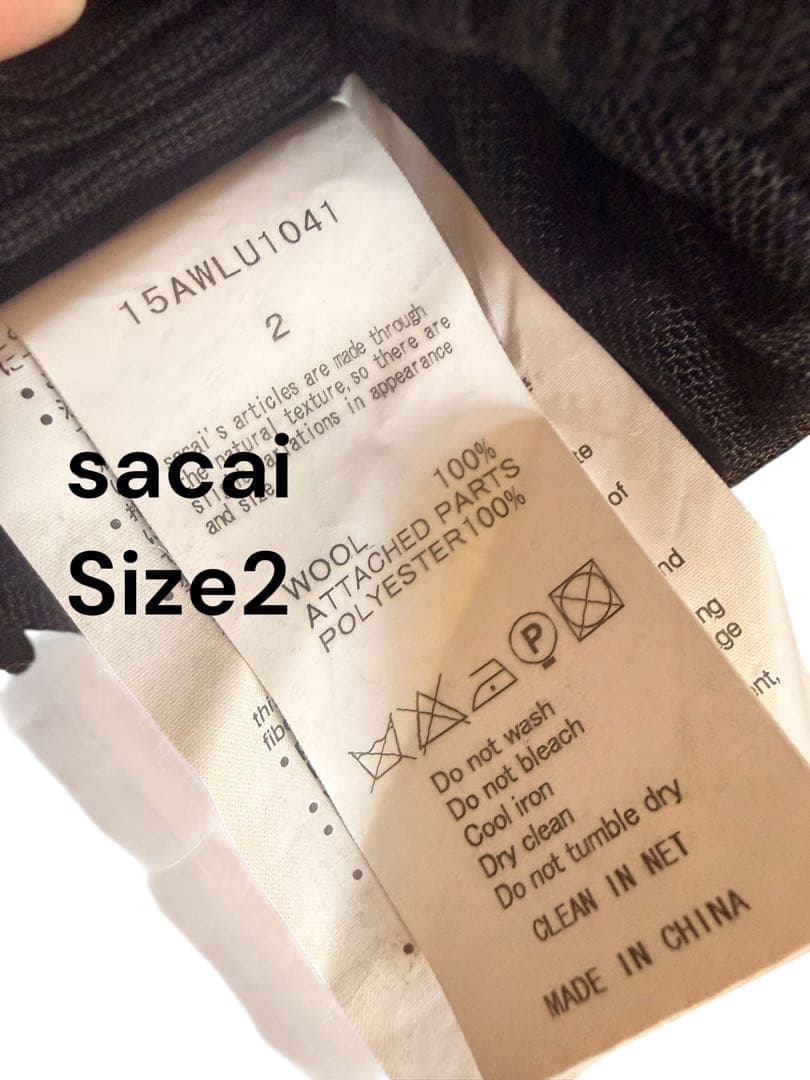 15AWLU1041
2
sacai's articles are made through
the natural texture, so there are
variations in appearance
and size
sacai
Size2
WOOL 100%
ATTACHED PARTS
POLYESTER100%
P
Do not wash
Do not bleach
Cool iron
Dry clean
Do not tumble dry
CLEAN IN NET
MADE IN CHINA
of